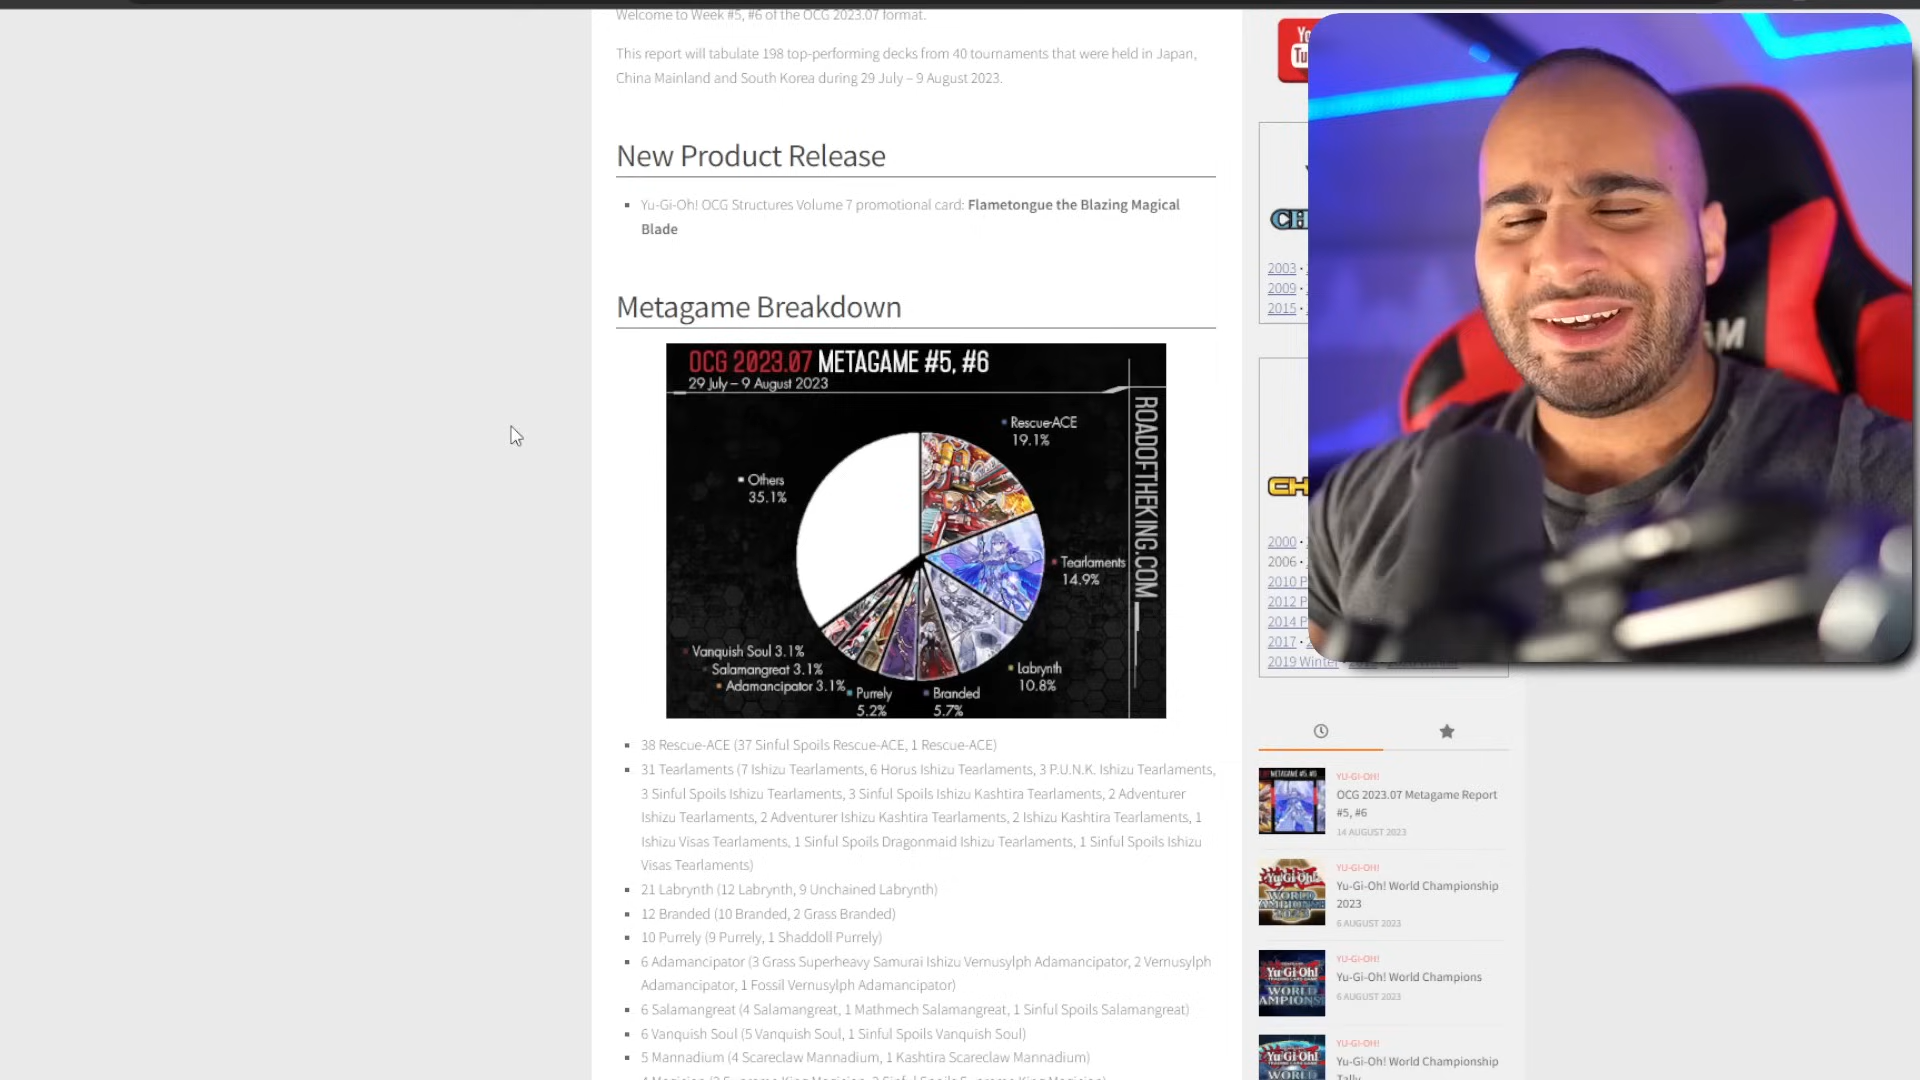 Welcome to Week #5, #6 of the OCG 2023.07 format.
This report will tabulate 198 top-performing decks from 40 tournaments that were held in Japan,
China Mainland and South Korea during 29 July – 9 August 2023.
New Product Release
Yu-Gi-Oh! OCG Structures Volume 7 promotional card: Flametongue the Blazing Magical
Blade
Metagame Breakdown
OCG 2023.07 METAGAME #5, #6
29 July – 9 August 2023
ROADOFTHEKING.COM
Rescue-ACE
19.1%
Others
35.1%
Tearlaments
14.9%
Vanquish Soul 3.1%
Salamangreat 3.1%
Adamancipator 3.1%
Purrely
5.2%
Branded
5.7%
Labrynth
10.8%
38 Rescue-ACE (37 Sinful Spoils Rescue-ACE, 1 Rescue-ACE)
31 Tearlaments (7 Ishizu Tearlaments, 6 Horus Ishizu Tearlaments, 3 P.U.N.K. Ishizu Tearlaments,
3 Sinful Spoils Ishizu Tearlaments, 3 Sinful Spoils Ishizu Kashtira Tearlaments, 2 Adventurer
Ishizu Tearlaments, 2 Adventurer Ishizu Kashtira Tearlaments, 2 Ishizu Kashtira Tearlaments, 1
Ishizu Visas Tearlaments, 1 Sinful Spoils Dragonmaid Ishizu Tearlaments, 1 Sinful Spoils Ishizu
Visas Tearlaments)
21 Labrynth (12 Labrynth, 9 Unchained Labrynth)
12 Branded (10 Branded, 2 Grass Branded)
10 Purrely (9 Purrely, 1 Shaddoll Purrely)
6 Adamancipator (3 Grass Superheavy Samurai Ishizu Vernusylph Adamancipator, 2 Vernusylph
Adamancipator, 1 Fossil Vernusylph Adamancipator)
6 Salamangreat (4 Salamangreat, 1 Mathmech Salamangreat, 1 Sinful Spoils Salamangreat)
6 Vanquish Soul (5 Vanquish Soul, 1 Sinful Spoils Vanquish Soul)
5 Mannadium (4 Scareclaw Mannadium, 1 Kashtira Scareclaw Mannadium)
Yo
Tu
CH
2003 •
2009 •
2015 •
CH
2000 •
2006 •
2010 P
2012 P
2014 P
2017 •
2019 Winter
YU-GI-OH!
OCG 2023.07 Metagame Report
#5, #6
14 AUGUST 2023
YU-GI-OH!
Yu-Gi-Oh! World Championship
2023
6 AUGUST 2023
YU-GI-OH!
Yu-Gi-Oh! World Champions
6 AUGUST 2023
YU-GI-OH!
Yu-Gi-Oh! World Championship
Tally